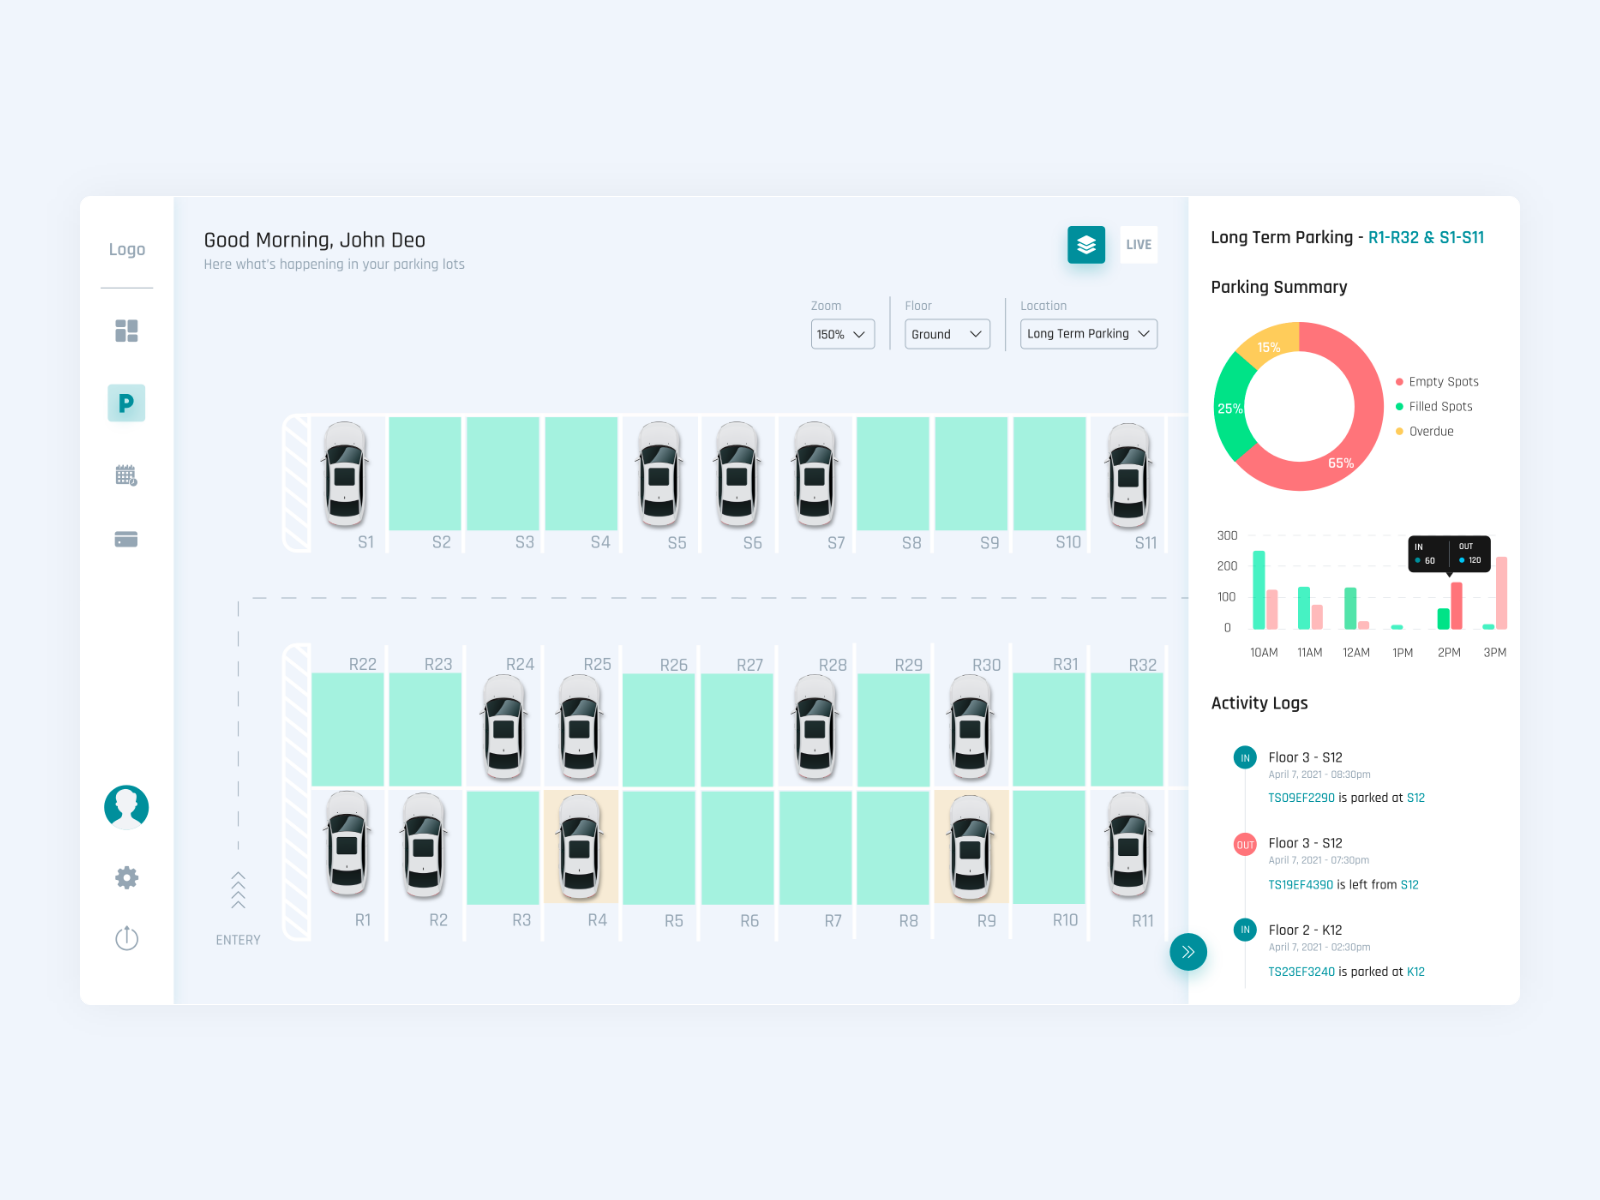 Logo
Good Morning, John Deo
Here what's happening in your parking lots
LIVE
Zoom
150%
Floor
Ground
Location
Long Term Parking
S1 S2 S3 S4 S5 S6 S7 S8 S9 S10 S11
R22 R23 R24 R25 R26 R27 R28 R29 R30 R31 R32
R1 R2 R3 R4 R5 R6 R7 R8 R9 R10 R11
ENTERY
Long Term Parking - R1-R32 & S1-S11
Parking Summary
15%
25%
65%
Empty Spots
Filled Spots
Overdue
300
200
100
0
IN OUT
60 120
10AM 11AM 12AM 1PM 2PM 3PM
Activity Logs
IN
Floor 3 - S12
April 7, 2021 - 08:30pm
TS09EF2290 is parked at S12
OUT
Floor 3 - S12
April 7, 2021 - 07:30pm
TS19EF4390 is left from S12
IN
Floor 2 - K12
April 7, 2021 - 02:30pm
TS23EF3240 is parked at K12
P